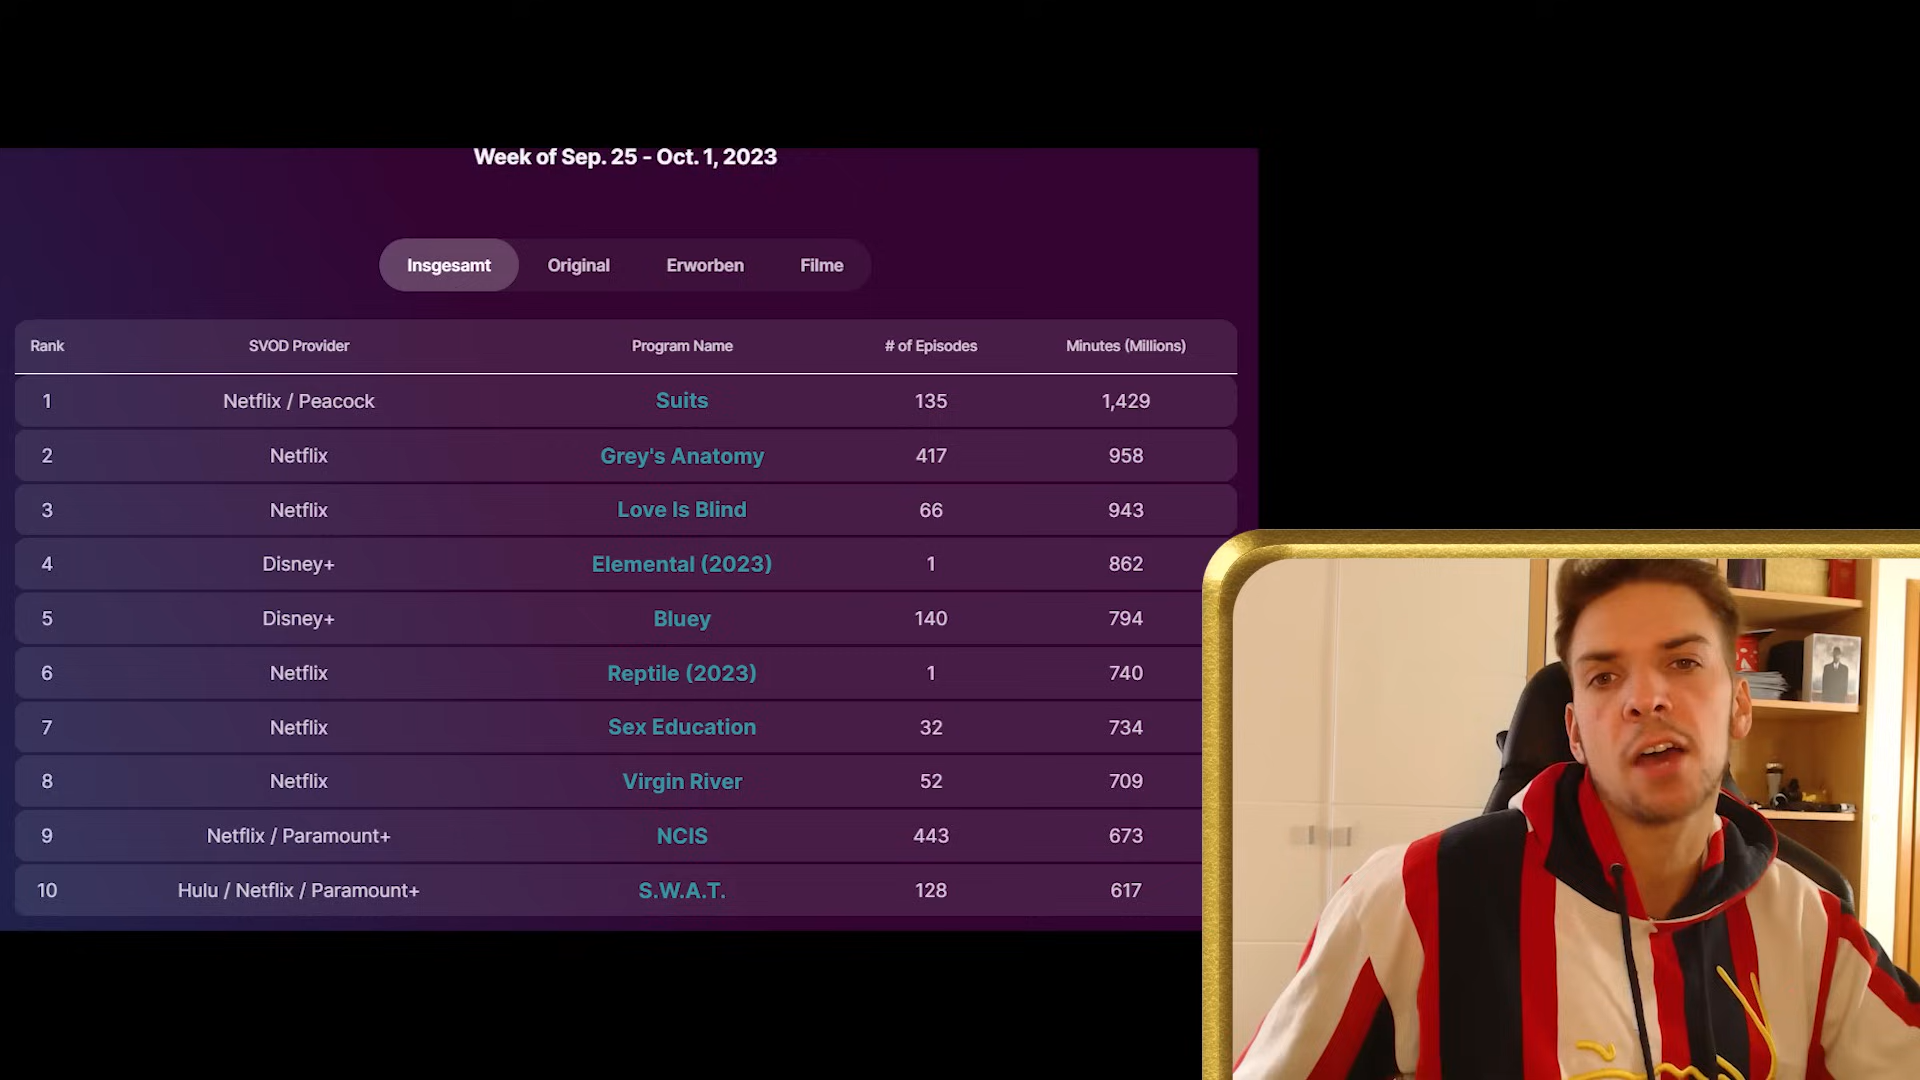 Week of Sep. 25 - Oct. 1, 2023
Insgesamt Original Erworben Filme
Rank SVOD Provider Program Name # of Episodes Minutes (Millions)
1 Netflix / Peacock Suits 135 1,429
2 Netflix Grey's Anatomy 417 958
3 Netflix Love Is Blind 66 943
4 Disney+ Elemental (2023) 1 862
5 Disney+ Bluey 140 794
6 Netflix Reptile (2023) 1 740
7 Netflix Sex Education 32 734
8 Netflix Virgin River 52 709
9 Netflix / Paramount+ NCIS 443 673
10 Hulu / Netflix / Paramount+ S.W.A.T. 128 617